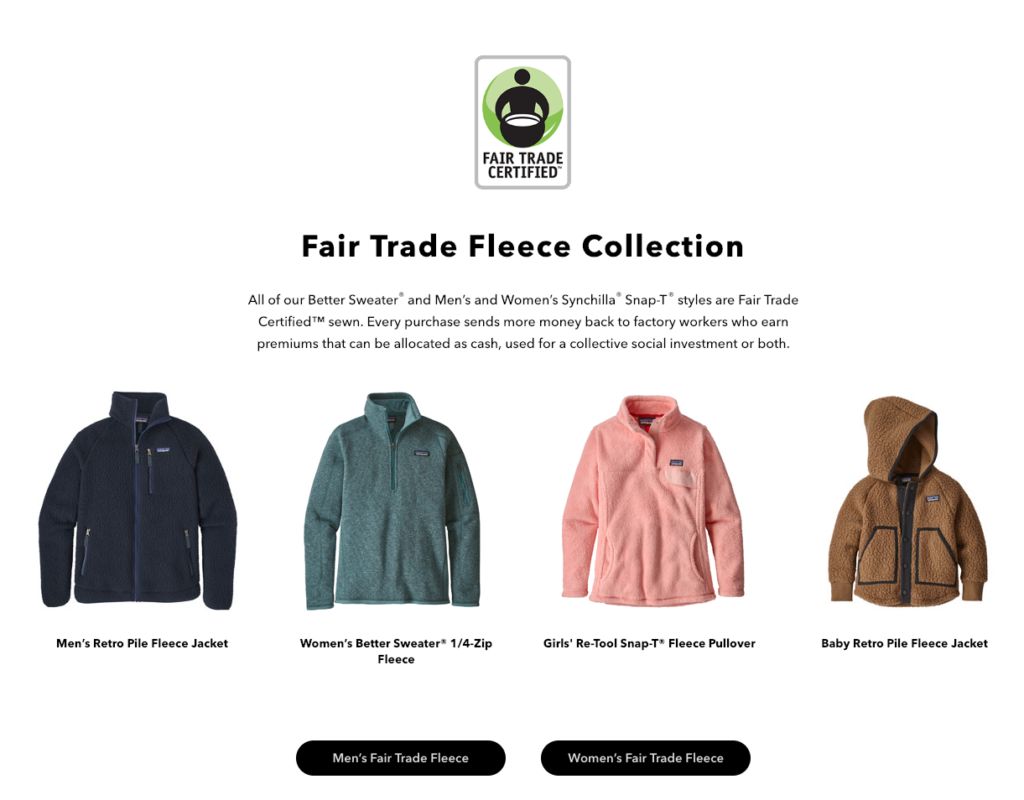 FAIR TRADE
CERTIFIED™
Fair Trade Fleece Collection
All of our Better Sweater® and Men’s and Women’s Synchilla® Snap-T® styles are Fair Trade
Certified™ sewn. Every purchase sends more money back to factory workers who earn
premiums that can be allocated as cash, used for a collective social investment or both.
Men’s Retro Pile Fleece Jacket
Women’s Better Sweater® 1/4-Zip
Fleece
Girls' Re-Tool Snap-T® Fleece Pullover
Baby Retro Pile Fleece Jacket
Men’s Fair Trade Fleece
Women’s Fair Trade Fleece